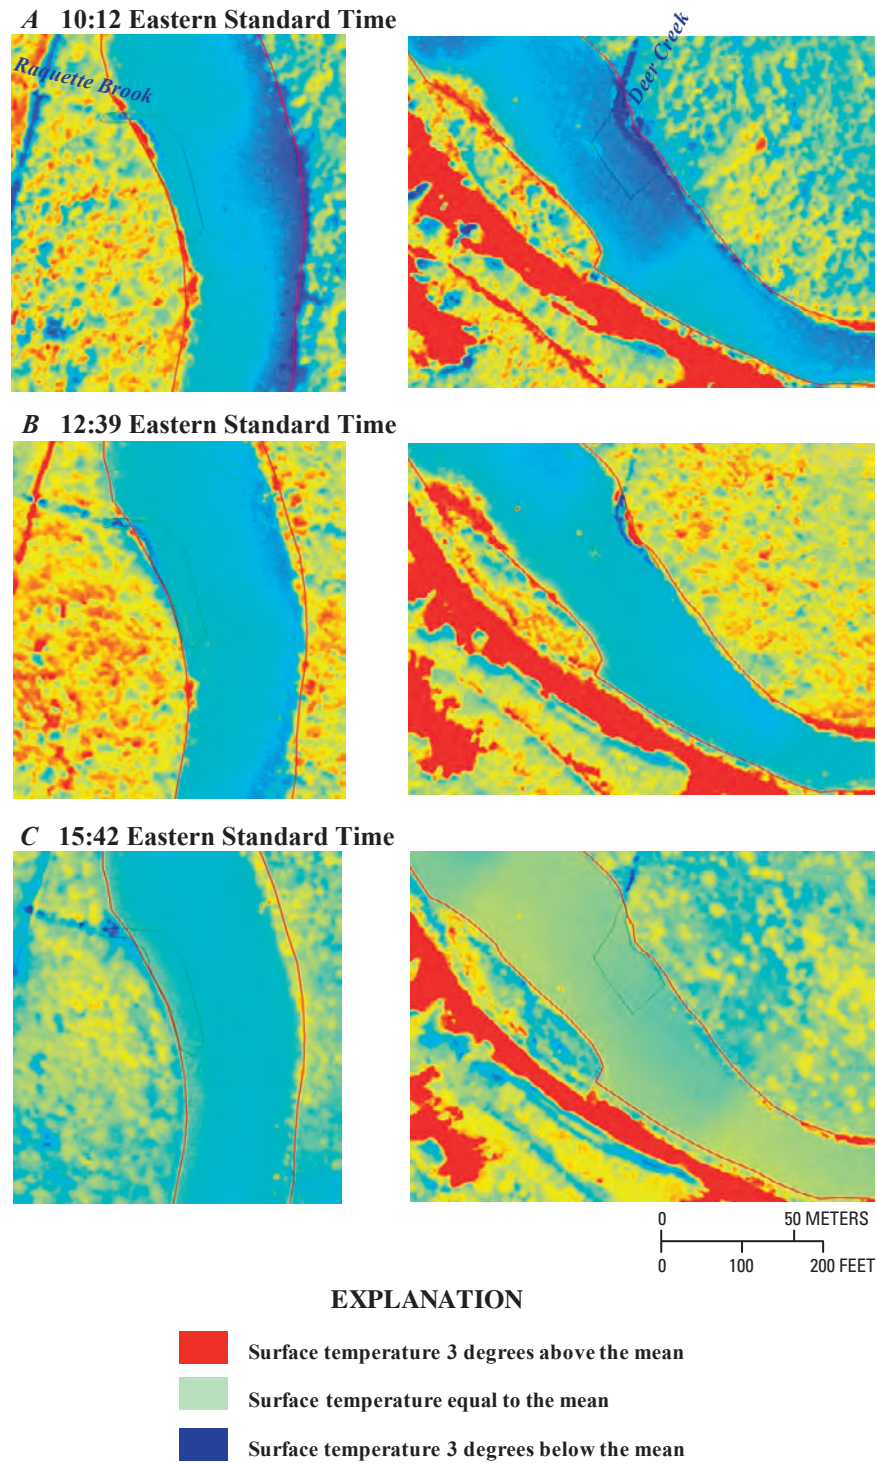 A 10:12 Eastern Standard Time
Raquette Brook
Deer Creek
B 12:39 Eastern Standard Time
C 15:42 Eastern Standard Time
0 50 METERS
0 100 200 FEET
EXPLANATION
Surface temperature 3 degrees above the mean
Surface temperature equal to the mean
Surface temperature 3 degrees below the mean